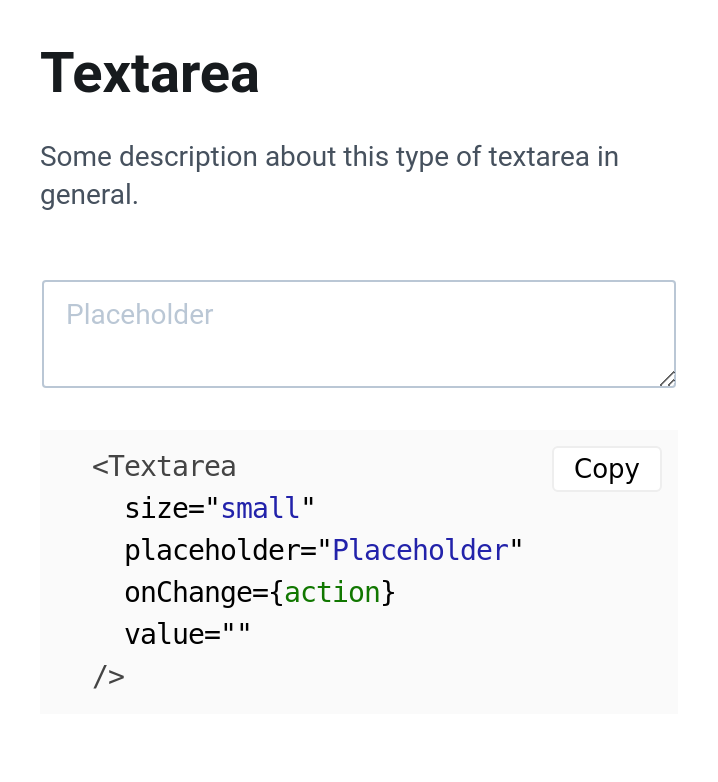 Textarea
Some description about this type of textarea in
general.
Placeholder
<Textarea
Copy
size="small"
placeholder="Placeholder"
onChange={action}
value=""
/>